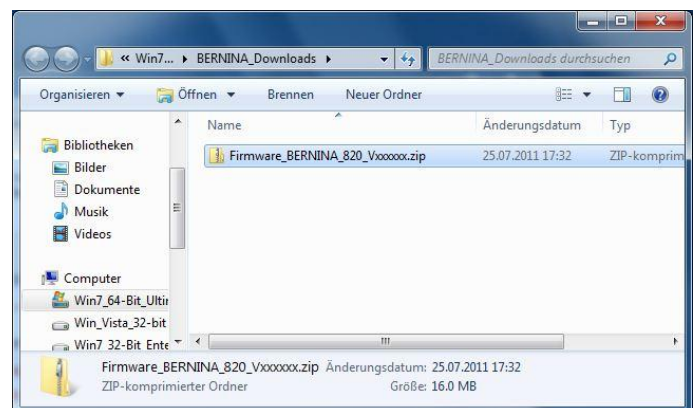 « Win7... ▸ BERNINA_Downloads ▸
BERNINA_Downloads durchsuchen
Organisieren Öffnen Brennen Neuer Ordner
Name Änderungsdatum Typ
Firmware_BERNINA_820_Vxxxxxx.zip 25.07.2011 17:32 ZIP-komprim
Bibliotheken
Bilder
Dokumente
Musik
Videos
Computer
Win7_64-Bit_Ultir
Win_Vista_32-bit
Win7 32-Bit Ente
Firmware_BERNINA_820_Vxxxxxx.zip Änderungsdatum: 25.07.2011 17:32
ZIP-komprimierter Ordner Größe: 16.0 MB